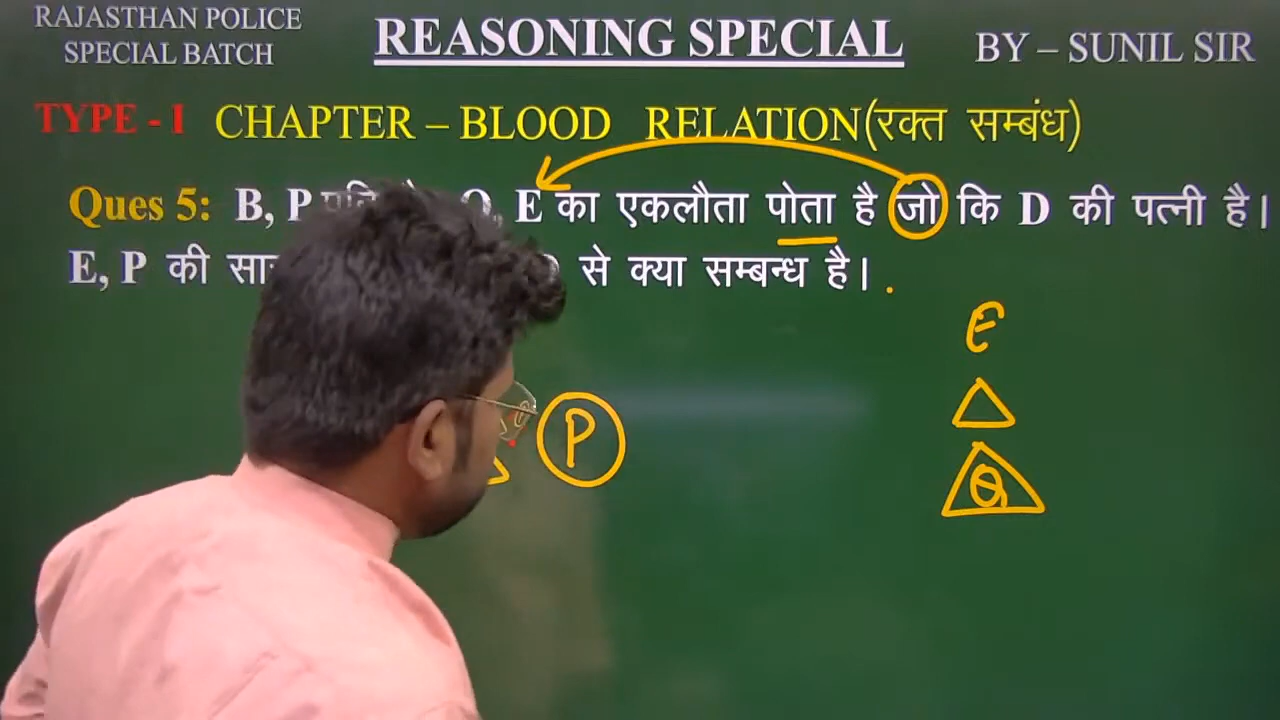 RAJASTHAN POLICE
SPECIAL BATCH
REASONING SPECIAL
BY – SUNIL SIR
TYPE - I CHAPTER – BLOOD RELATION(रक्त सम्बंध)
Ques 5: B, P E का एकलौता पोता है जो कि D की पत्नी है।
E, P की से क्या सम्बन्ध है।
E
P
Q